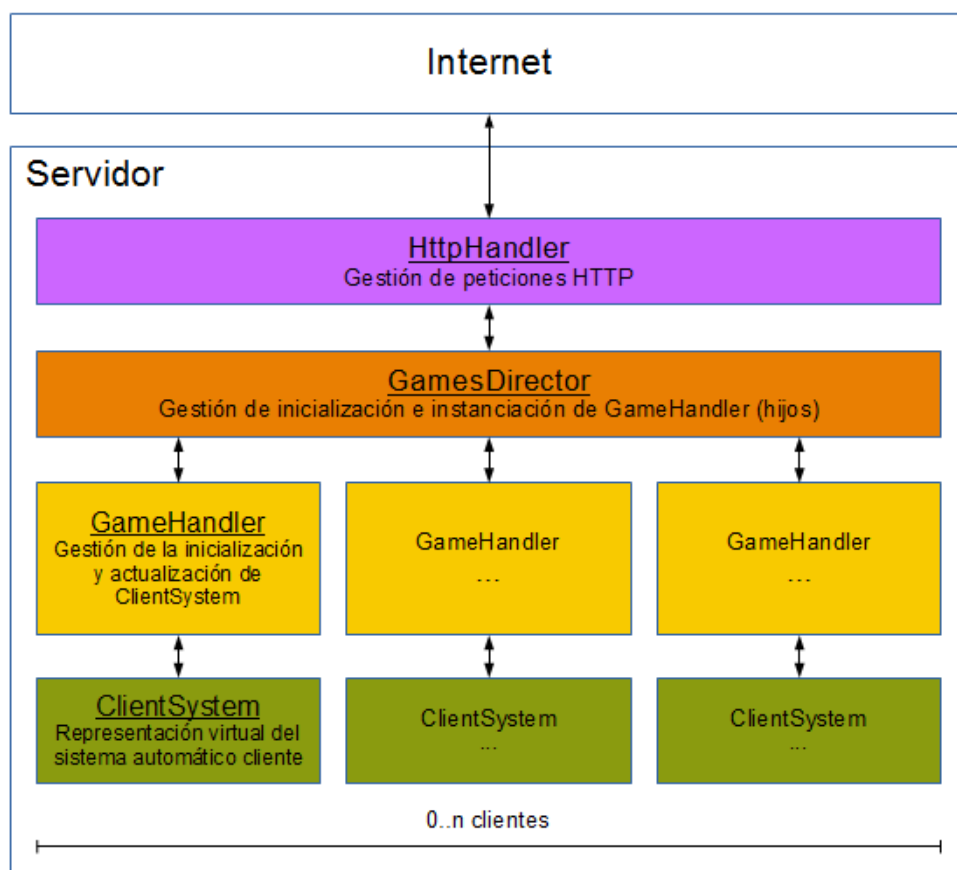 Internet
Servidor
HttpHandler
Gestión de peticiones HTTP
GamesDirector
Gestión de inicialización e instanciación de GameHandler (hijos)
GameHandler
Gestión de la inicialización
y actualización de
ClientSystem
GameHandler
...
GameHandler
...
ClientSystem
Representación virtual del
sistema automático cliente
ClientSystem
...
ClientSystem
...
0..n clientes